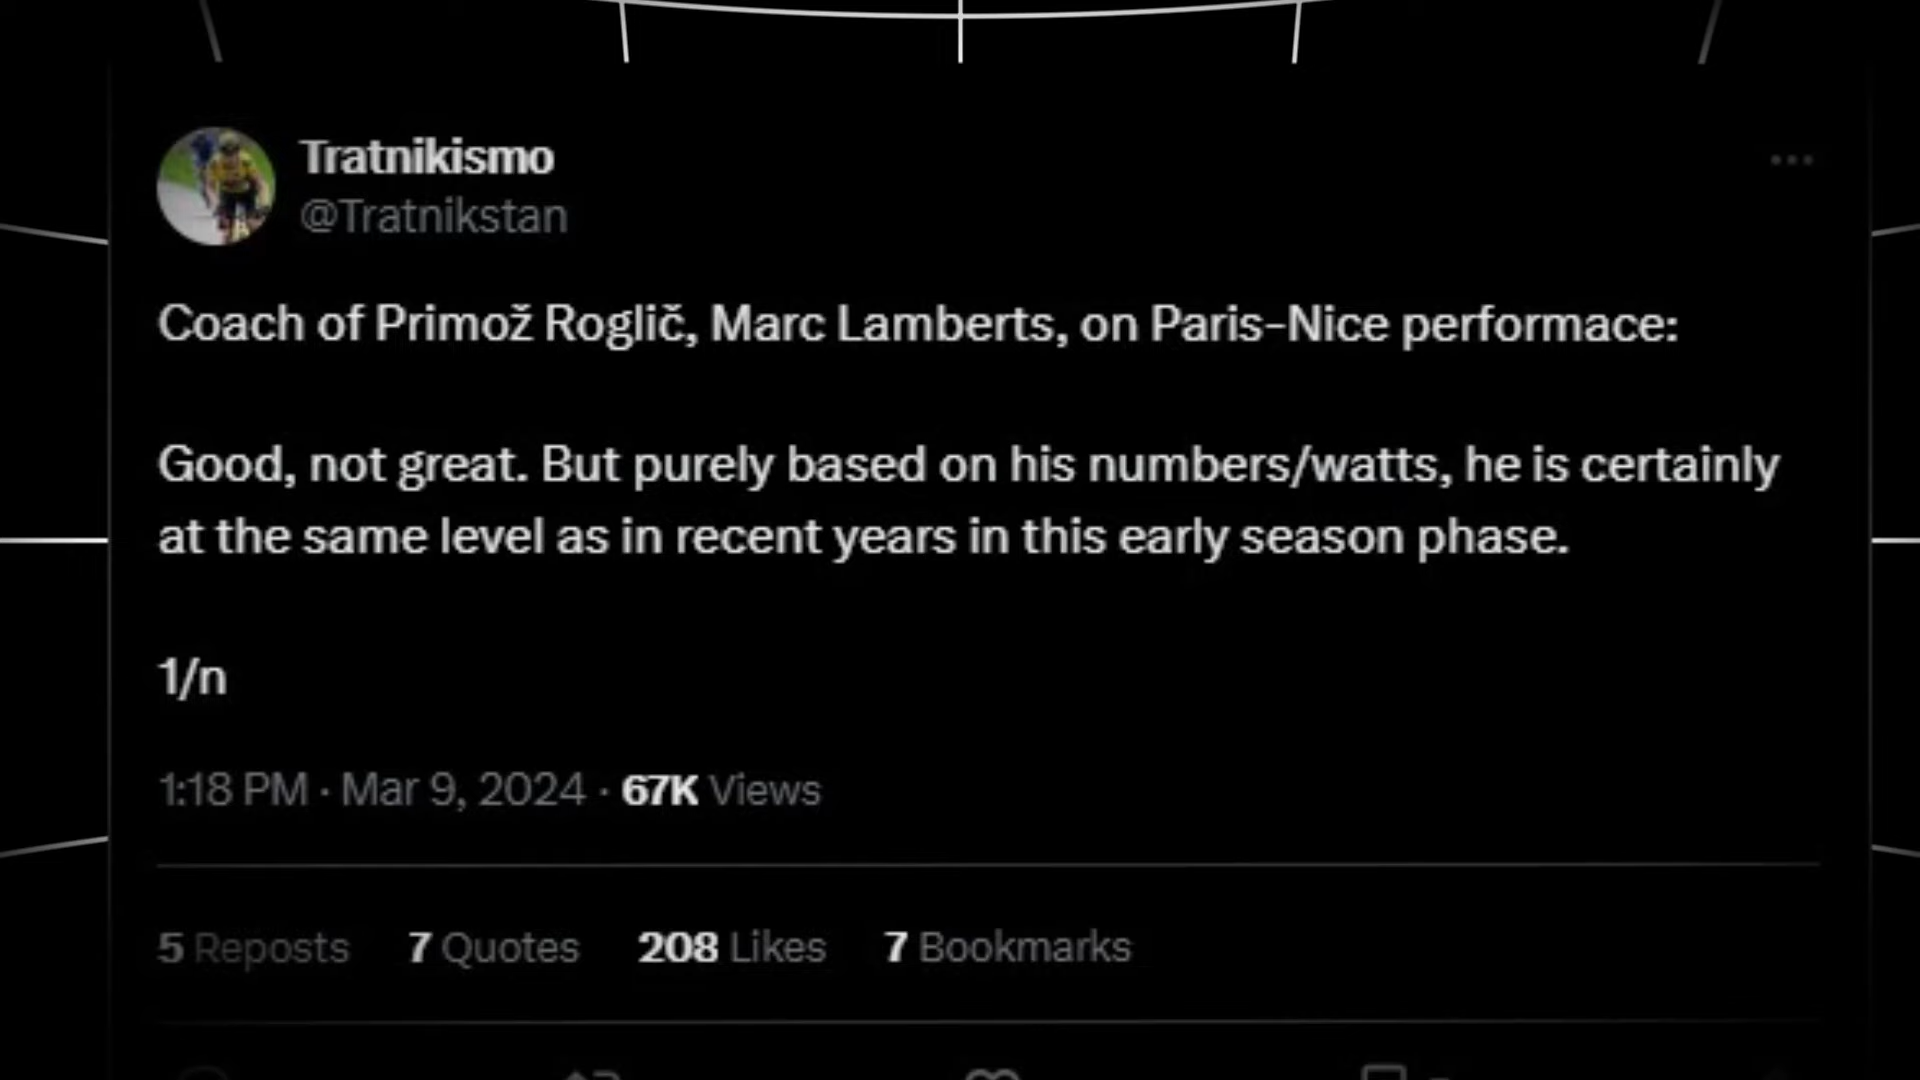 Tratnikismo
@Tratnikstan
Coach of Primož Roglič, Marc Lamberts, on Paris-Nice performace:
Good, not great. But purely based on his numbers/watts, he is certainly
at the same level as in recent years in this early season phase.
1/n
1:18 PM · Mar 9, 2024 · 67K Views
5 Reposts 7 Quotes 208 Likes 7 Bookmarks